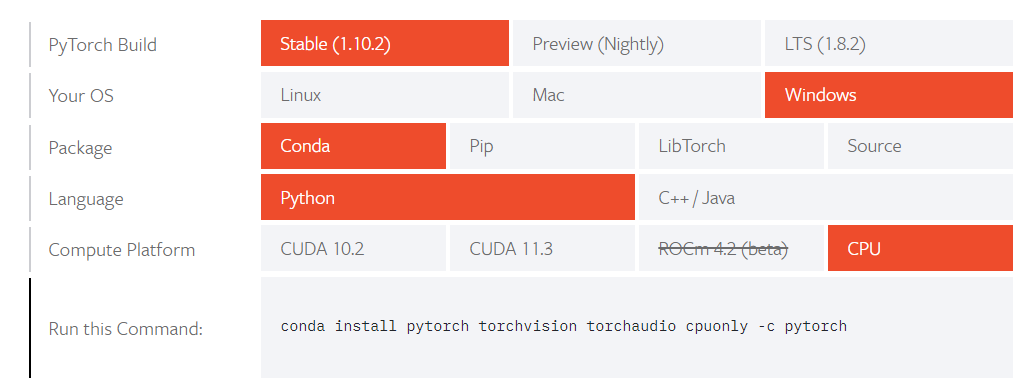 PyTorch Build Stable (1.10.2) Preview (Nightly) LTS (1.8.2)
Your OS Linux Mac Windows
Package Conda Pip LibTorch Source
Language Python C++ / Java
Compute Platform CUDA 10.2 CUDA 11.3 ROCm 4.2 (beta) CPU
Run this Command: conda install pytorch torchvision torchaudio cpuonly -c pytorch